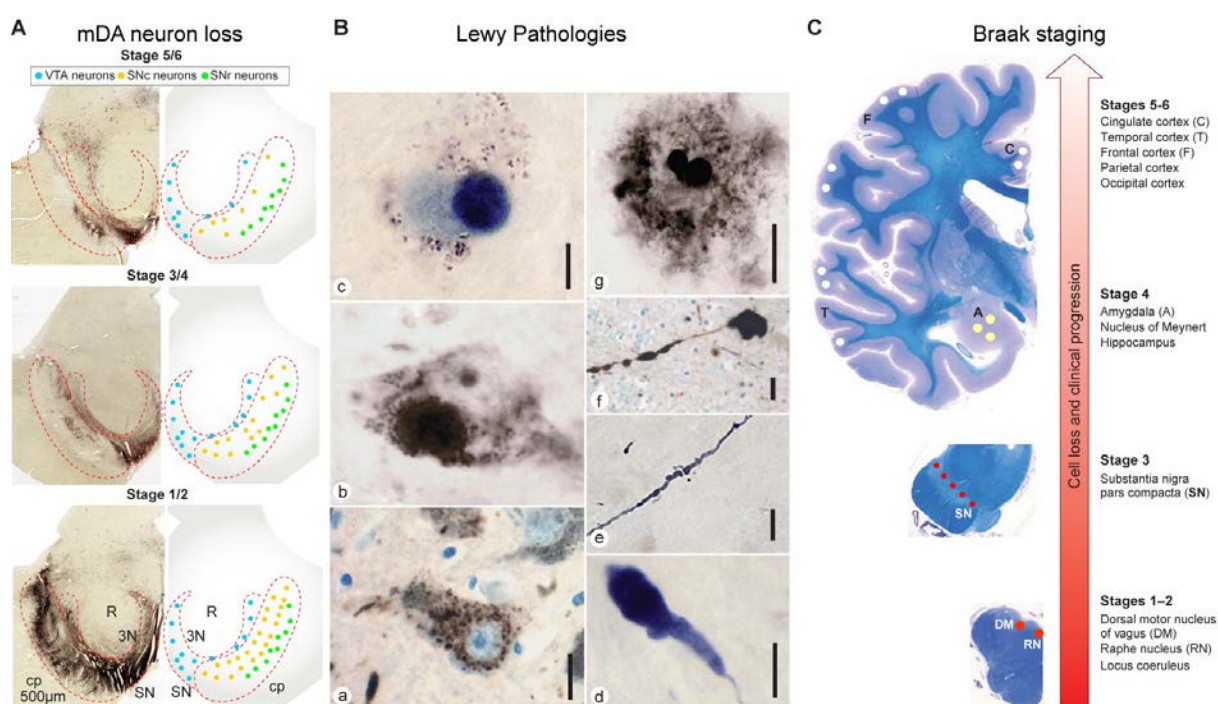 A
mDA neuron loss
Stage 5/6
VTA neurons SNc neurons SNr neurons
Stage 3/4
Stage 1/2
R
3N
cp
500µm
SN
R
3N
SN
cp
B
Lewy Pathologies
c
b
a
g
f
e
d
C
Braak staging
F
C
T
A
SN
DM
RN
Cell loss and clinical progression
Stages 5-6
Cingulate cortex (C)
Temporal cortex (T)
Frontal cortex (F)
Parietal cortex
Occipital cortex
Stage 4
Amygdala (A)
Nucleus of Meynert
Hippocampus
Stage 3
Substantia nigra
pars compacta (SN)
Stages 1–2
Dorsal motor nucleus
of vagus (DM)
Raphe nucleus (RN)
Locus coeruleus